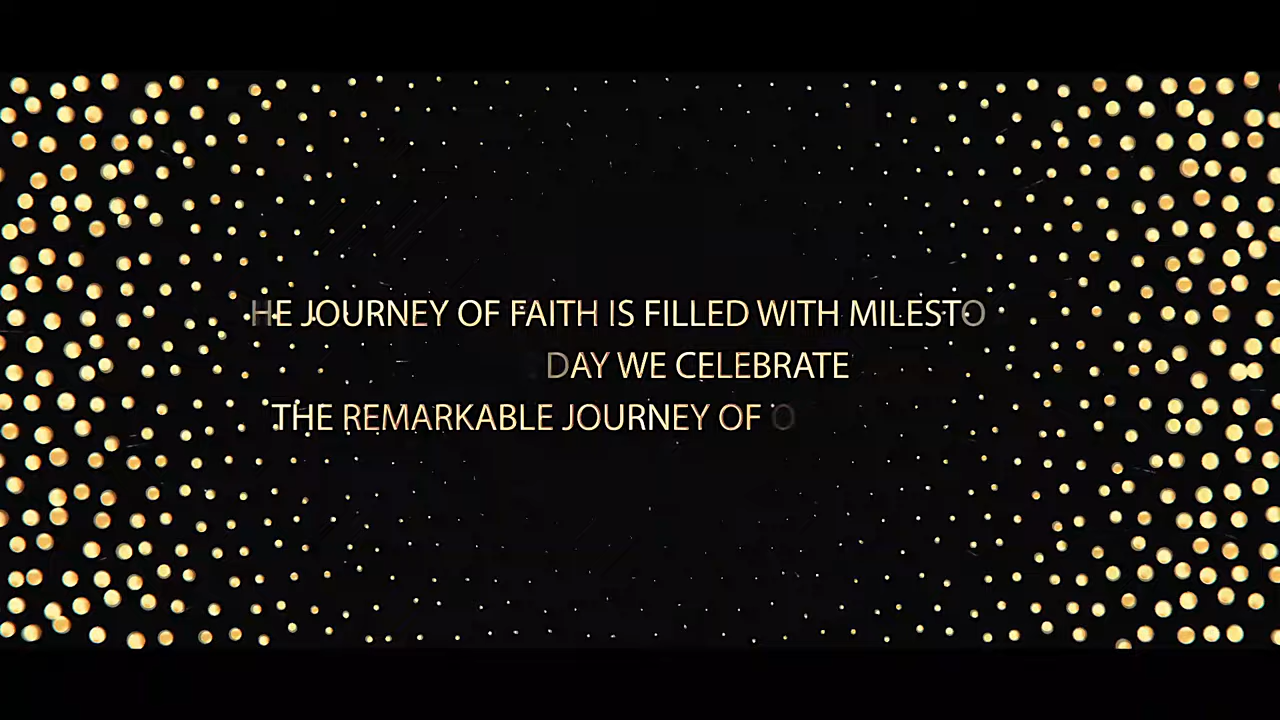 HE JOURNEY OF FAITH IS FILLED WITH MILESTO
DAY WE CELEBRATE
THE REMARKABLE JOURNEY OF O